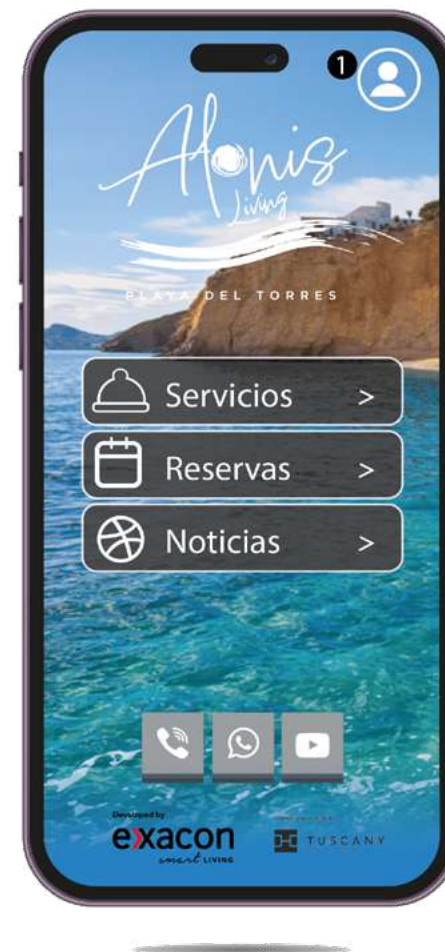 1
Alonis
Living
PLAYA DEL TORRES
Servicios >
Reservas >
Noticias >
Developed by
exacon
smart LIVING
TUSCANY